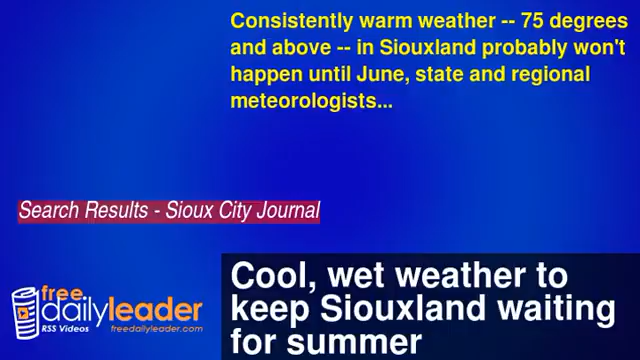 Consistently warm weather -- 75 degrees
and above -- in Siouxland probably won't
happen until June, state and regional
meteorologists...
Search Results - Sioux City Journal
Cool, wet weather to
keep Siouxland waiting
for summer
free
dailyleader
RSS Videos freedailyleader.com